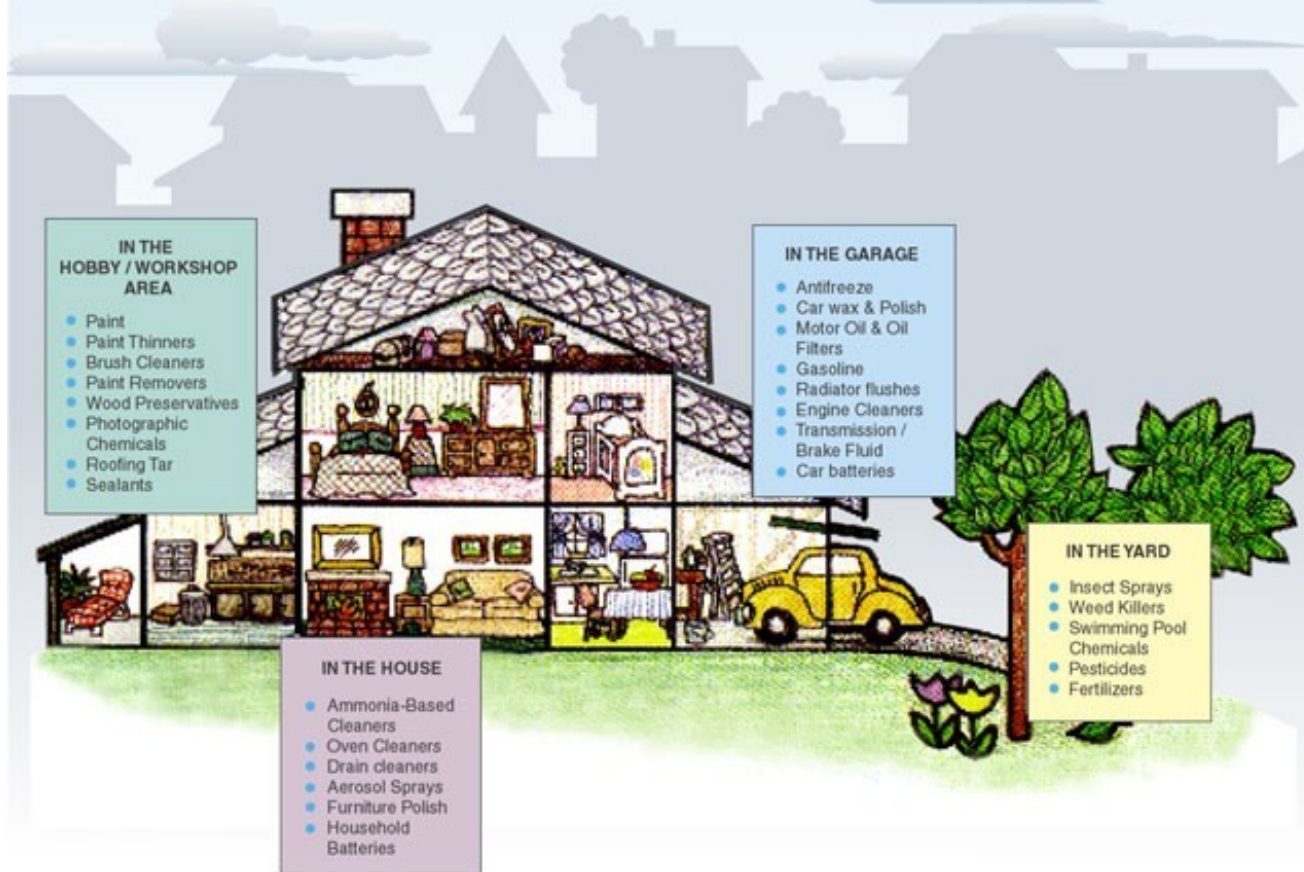 IN THE
HOBBY / WORKSHOP
AREA
Paint
Paint Thinners
Brush Cleaners
Paint Removers
Wood Preservatives
Photographic
Chemicals
Roofing Tar
Sealants
IN THE GARAGE
Antifreeze
Car wax & Polish
Motor Oil & Oil
Filters
Gasoline
Radiator flushes
Engine Cleaners
Transmission /
Brake Fluid
Car batteries
IN THE HOUSE
Ammonia-Based
Cleaners
Oven Cleaners
Drain cleaners
Aerosol Sprays
Furniture Polish
Household
Batteries
IN THE YARD
Insect Sprays
Weed Killers
Swimming Pool
Chemicals
Pesticides
Fertilizers